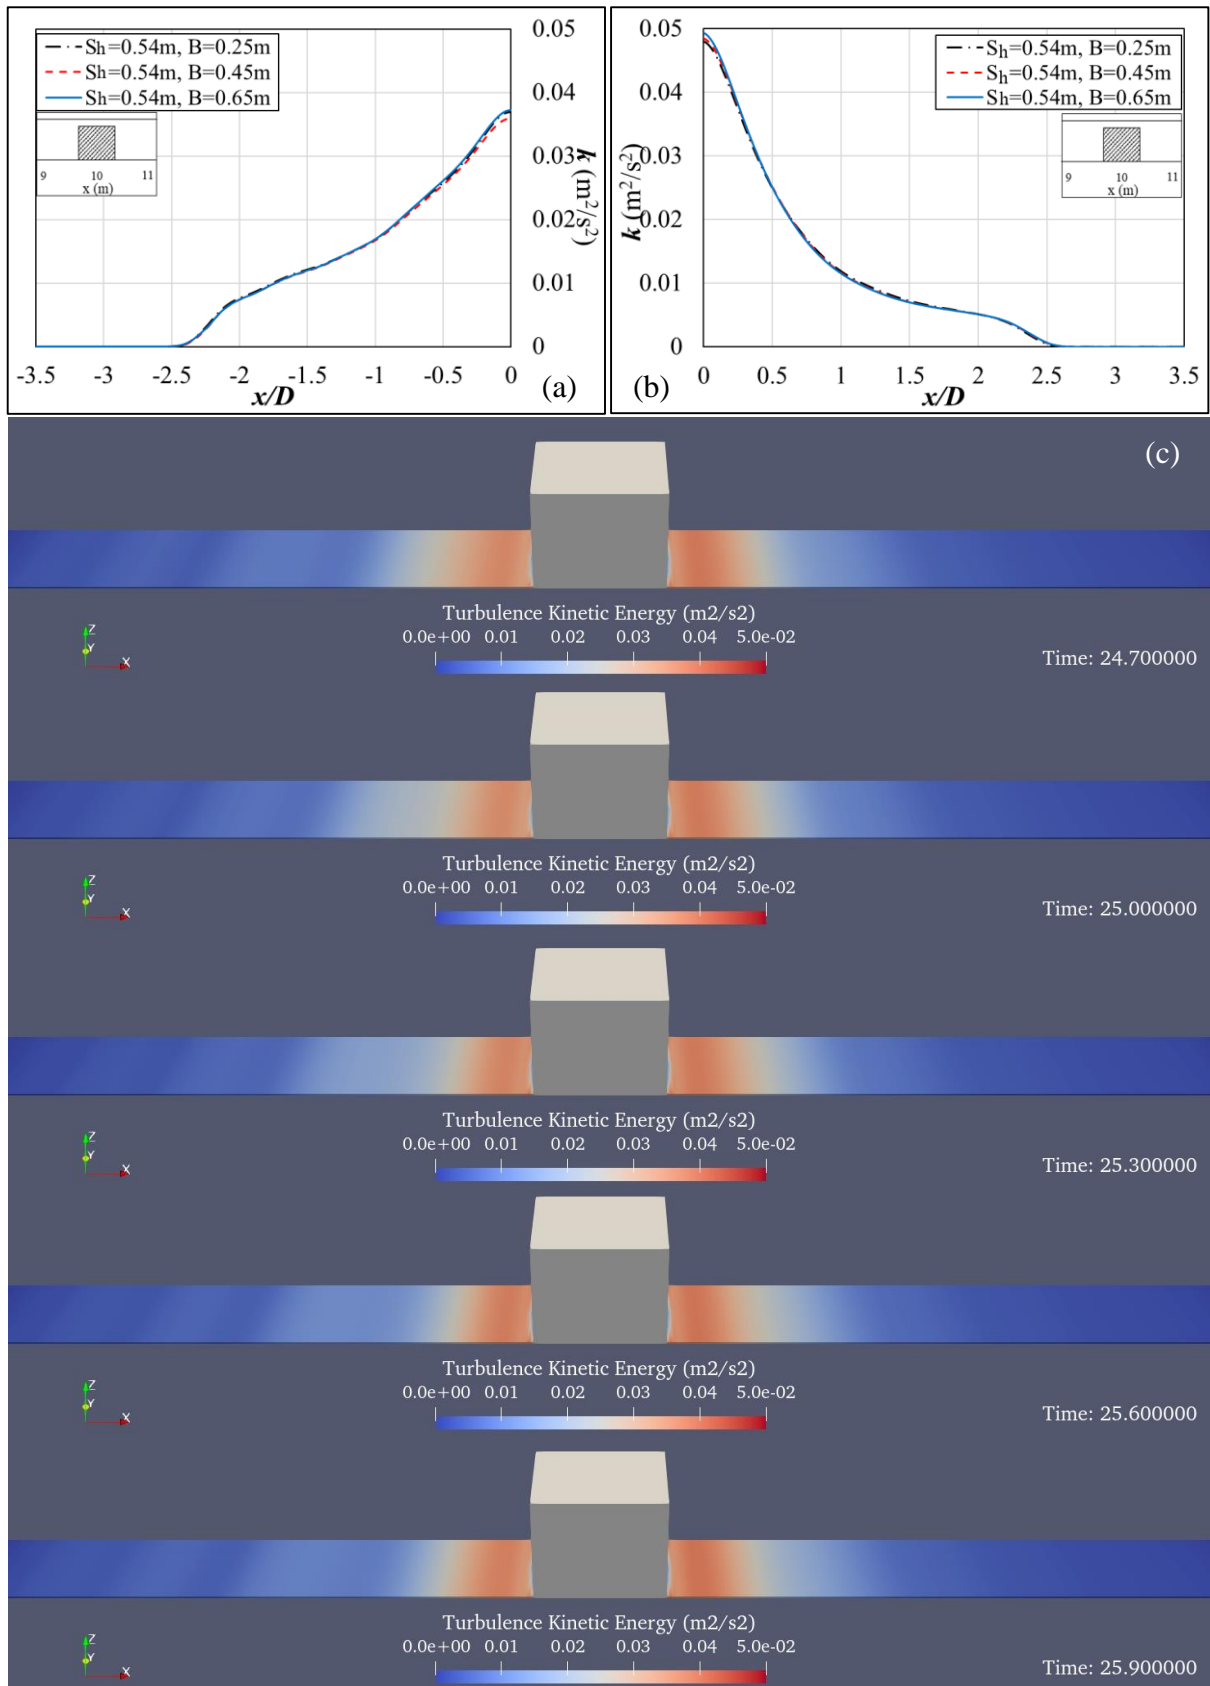 Sh=0.54m, B=0.25m
Sh=0.54m, B=0.45m
Sh=0.54m, B=0.65m
9 10 11
x (m)
0.05
0.04
0.03
0.02
0.01
0
k (m²/s²)
-3.5 -3 -2.5 -2 -1.5 -1 -0.5 0
x/D
(a)
0.05
0.04
0.03
0.02
0.01
0
k (m²/s²)
Sh=0.54m, B=0.25m
Sh=0.54m, B=0.45m
Sh=0.54m, B=0.65m
9 10 11
x (m)
0 0.5 1 1.5 2 2.5 3 3.5
(b)
x/D
(c)
Turbulence Kinetic Energy (m2/s2)
0.0e+00 0.01 0.02 0.03 0.04 5.0e-02
Z
Y
X
Time: 24.700000
Turbulence Kinetic Energy (m2/s2)
0.0e+00 0.01 0.02 0.03 0.04 5.0e-02
Z
Y
X
Time: 25.000000
Turbulence Kinetic Energy (m2/s2)
0.0e+00 0.01 0.02 0.03 0.04 5.0e-02
Z
Y
X
Time: 25.300000
Turbulence Kinetic Energy (m2/s2)
0.0e+00 0.01 0.02 0.03 0.04 5.0e-02
Z
Y
X
Time: 25.600000
Turbulence Kinetic Energy (m2/s2)
0.0e+00 0.01 0.02 0.03 0.04 5.0e-02
Z
Y
X
Time: 25.900000